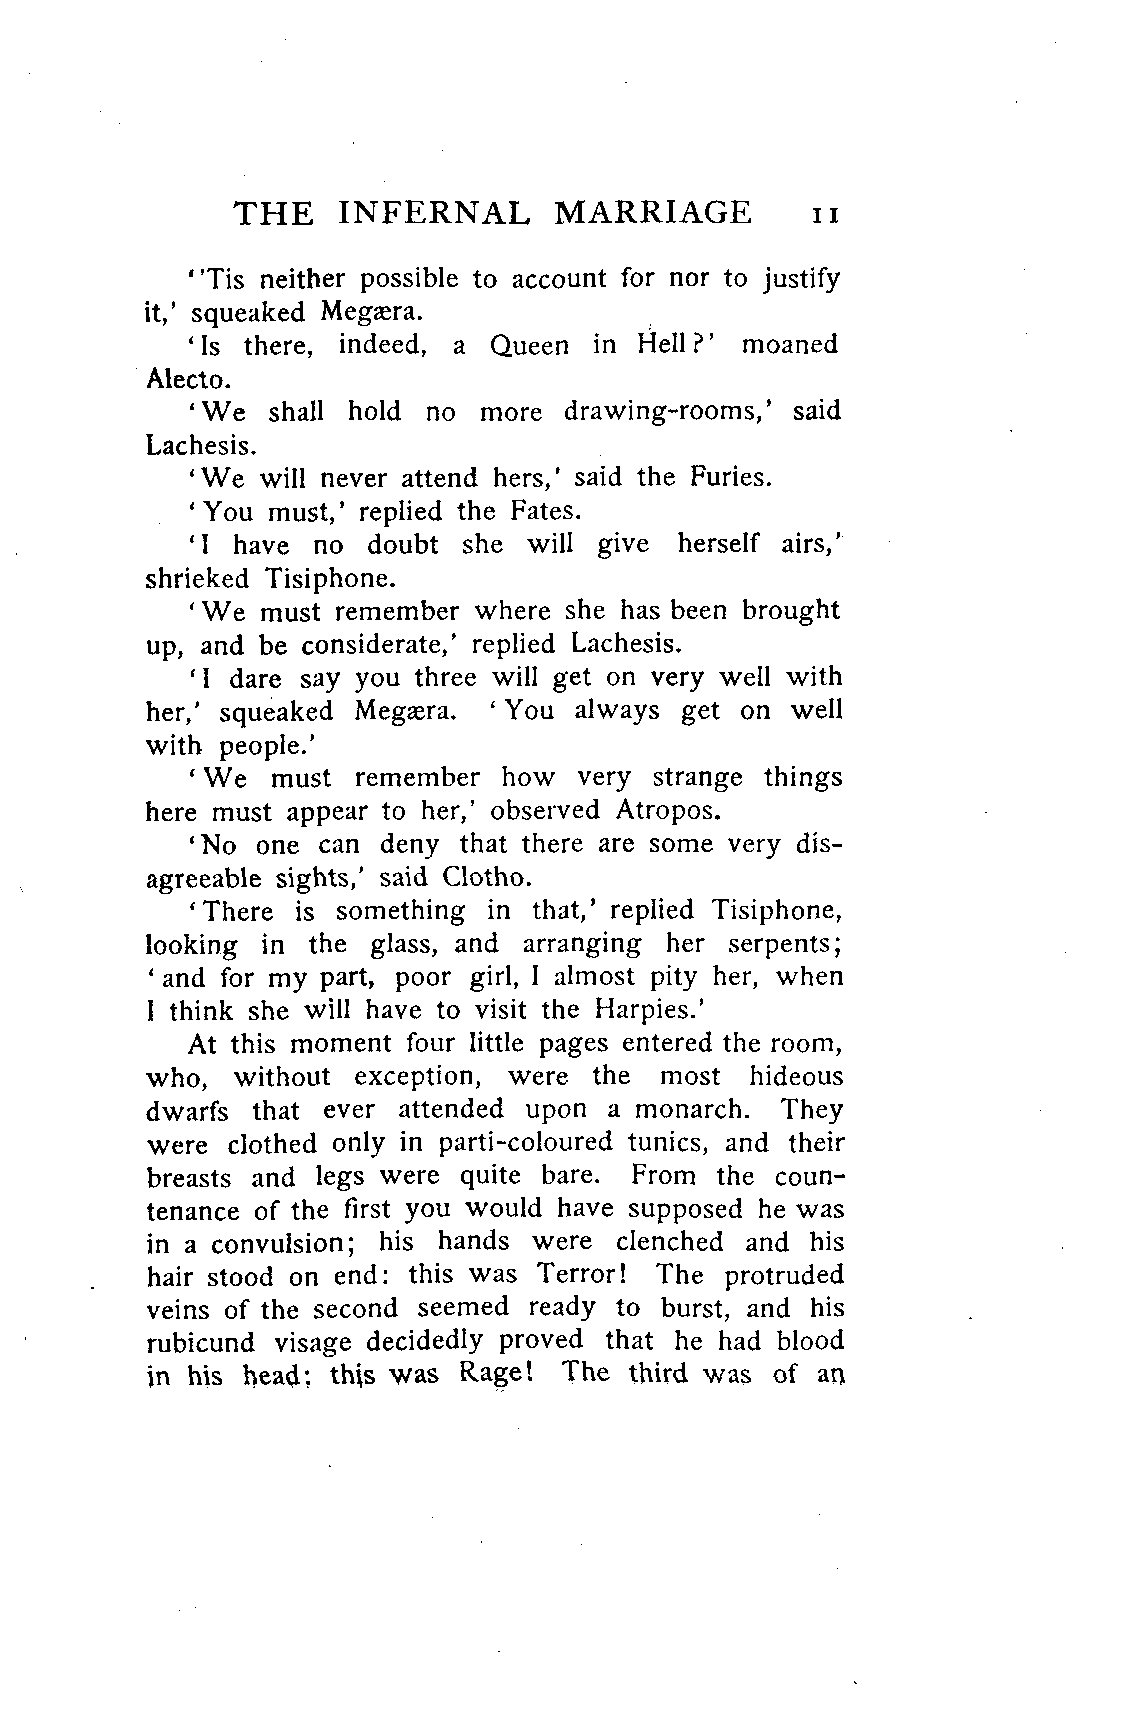 THE INFERNAL MARRIAGE 11
‘’Tis neither possible to account for nor to justify
it,’ squeaked Megæra.
‘Is there, indeed, a Queen in Hell?’ moaned
Alecto.
‘We shall hold no more drawing-rooms,’ said
Lachesis.
‘We will never attend hers,’ said the Furies.
‘You must,’ replied the Fates.
‘I have no doubt she will give herself airs,’
shrieked Tisiphone.
‘We must remember where she has been brought
up, and be considerate,’ replied Lachesis.
‘I dare say you three will get on very well with
her,’ squeaked Megæra. ‘You always get on well
with people.’
‘We must remember how very strange things
here must appear to her,’ observed Atropos.
‘No one can deny that there are some very dis-
agreeable sights,’ said Clotho.
‘There is something in that,’ replied Tisiphone,
looking in the glass, and arranging her serpents;
‘and for my part, poor girl, I almost pity her, when
I think she will have to visit the Harpies.’
At this moment four little pages entered the room,
who, without exception, were the most hideous
dwarfs that ever attended upon a monarch. They
were clothed only in parti-coloured tunics, and their
breasts and legs were quite bare. From the coun-
tenance of the first you would have supposed he was
in a convulsion; his hands were clenched and his
hair stood on end: this was Terror! The protruded
veins of the second seemed ready to burst, and his
rubicund visage decidedly proved that he had blood
in his head: this was Rage! The third was of an